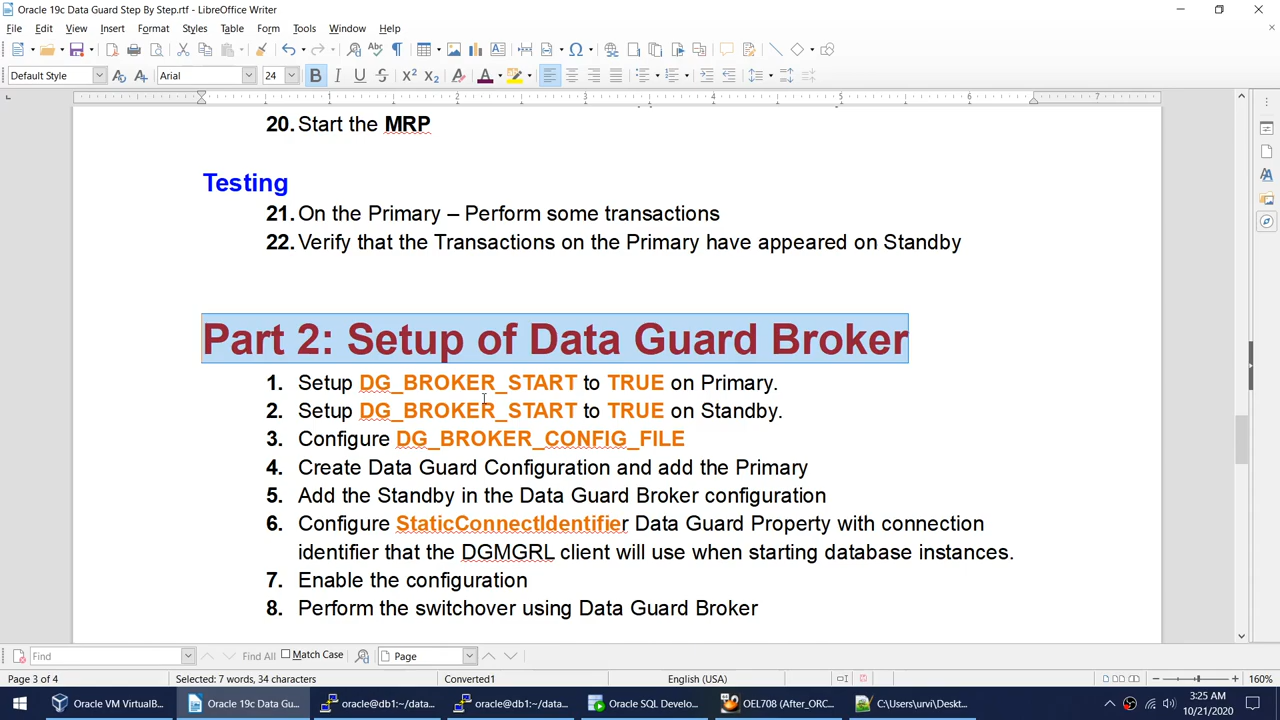 Oracle 19c Data Guard Step By Step.rtf - LibreOffice Writer
File Edit View Insert Format Styles Table Form Tools Window Help
Default Style Arial 24
1 2 3 4 5 6 7
20. Start the MRP
Testing
21. On the Primary – Perform some transactions
22. Verify that the Transactions on the Primary have appeared on Standby
Part 2: Setup of Data Guard Broker
1. Setup DG_BROKER_START to TRUE on Primary.
2. Setup DG_BROKER_START to TRUE on Standby.
3. Configure DG_BROKER_CONFIG_FILE
4. Create Data Guard Configuration and add the Primary
5. Add the Standby in the Data Guard Broker configuration
6. Configure StaticConnectIdentifier Data Guard Property with connection
identifier that the DGMGRL client will use when starting database instances.
7. Enable the configuration
8. Perform the switchover using Data Guard Broker
Find Find All Match Case Page
Page 3 of 4 Selected: 7 words, 34 characters Converted1 English (USA) 160%
Oracle VM VirtualB... Oracle 19c Data Gu... oracle@db1:~/data... oracle@db1:~/data... Oracle SQL Develo... OEL708 (After_ORC... C:\Users\urvi\Deskt... 3:25 AM
10/21/2020